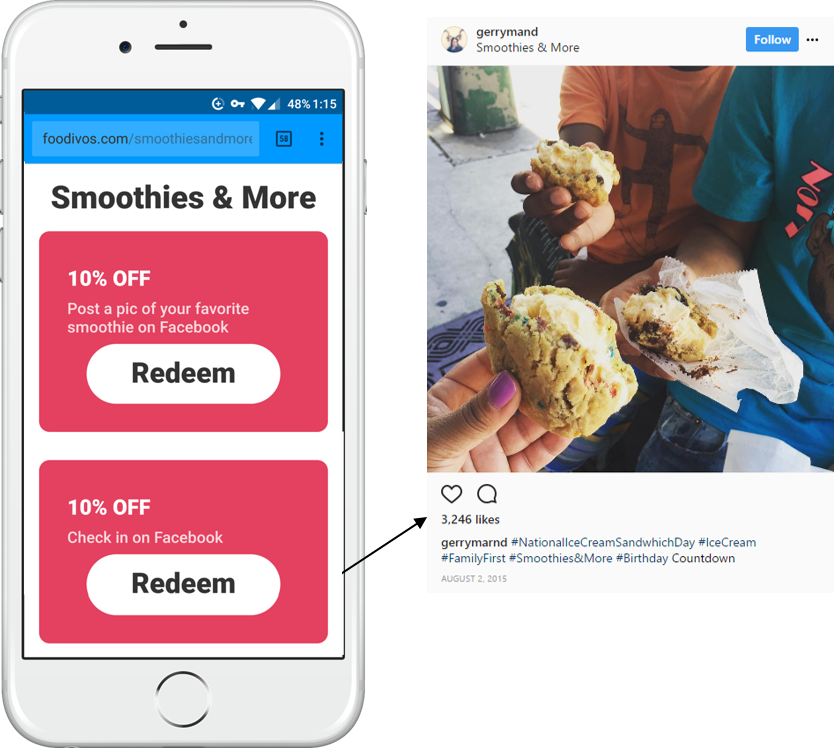 48% 1:15
foodivos.com/smoothiesandmore
58
Smoothies & More
10% OFF
Post a pic of your favorite
smoothie on Facebook
Redeem
10% OFF
Check in on Facebook
Redeem
gerrymand
Smoothies & More
Follow
LION
3,246 likes
gerrymarnd #NationalIceCreamSandwhichDay #IceCream
#FamilyFirst #Smoothies&More #Birthday Countdown
AUGUST 2, 2015